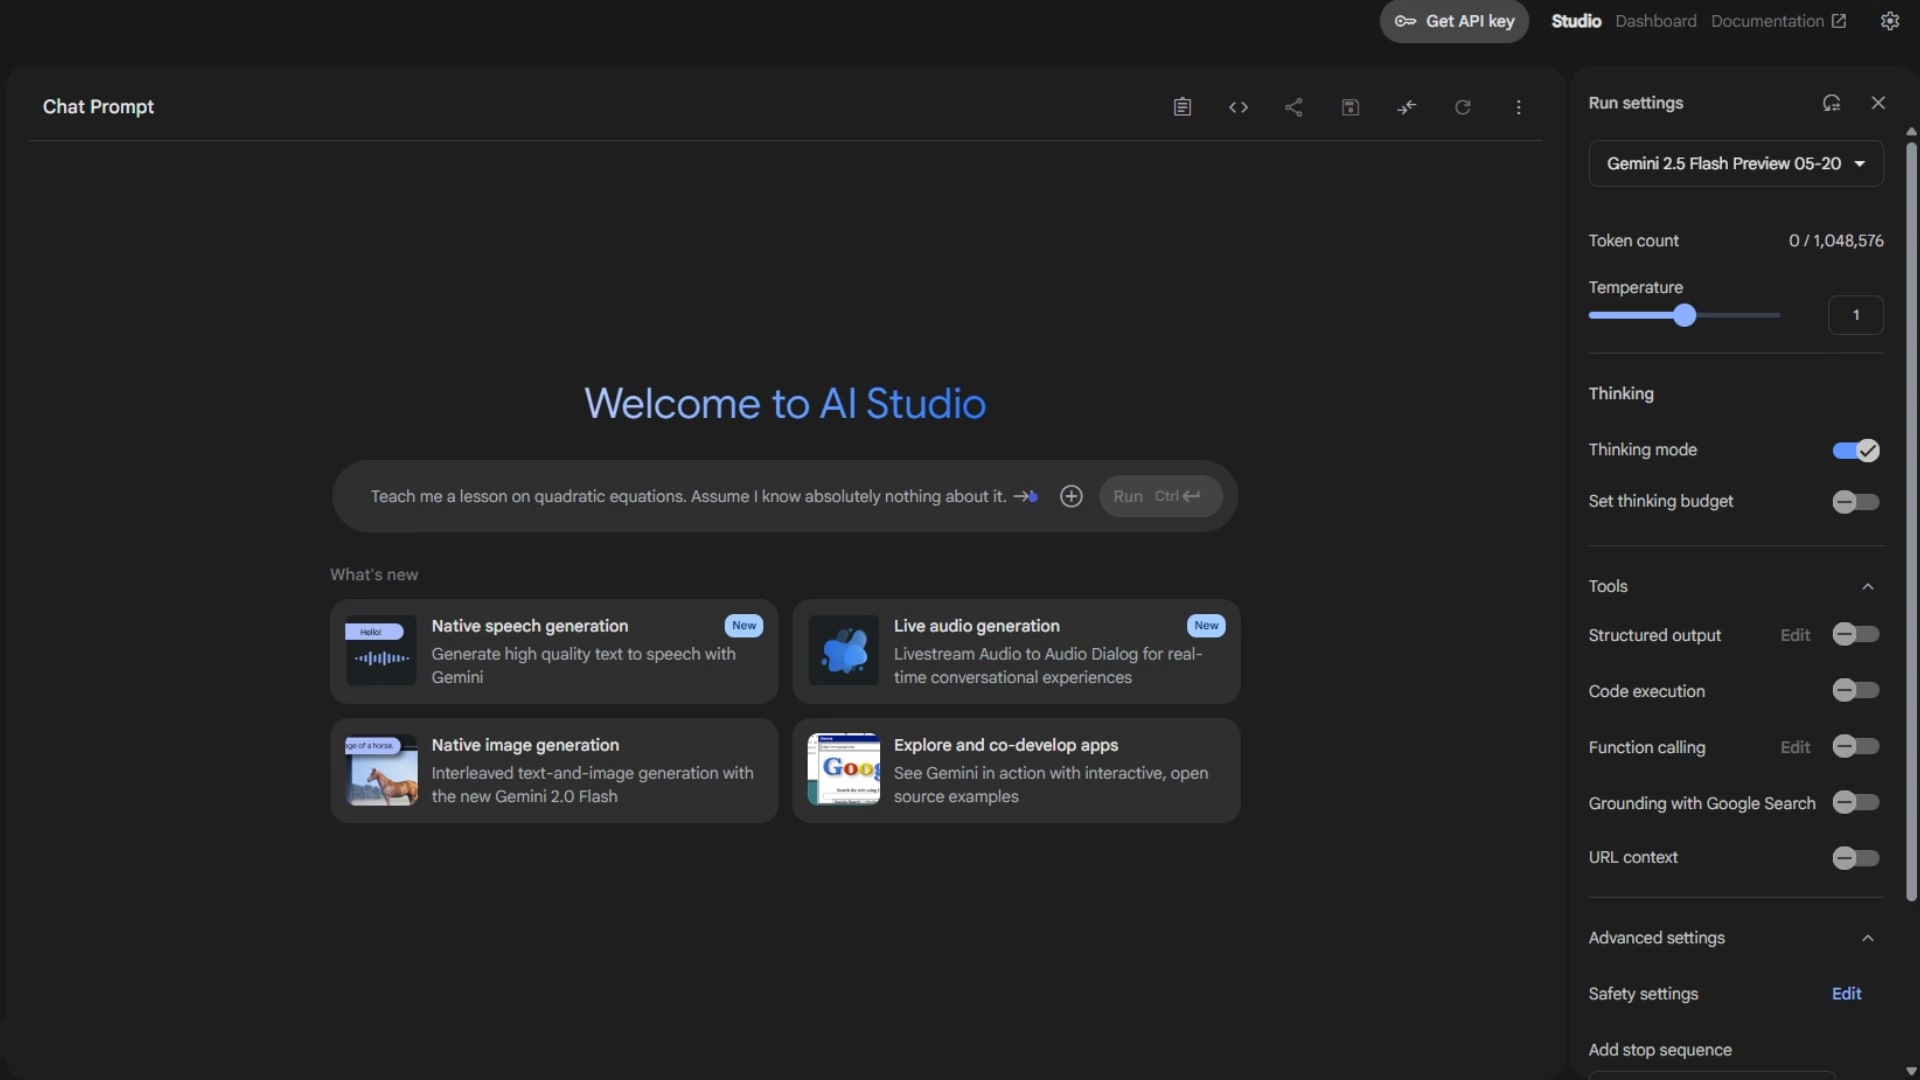 Get API key
Studio
Dashboard
Documentation
Chat Prompt
Welcome to AI Studio
Teach me a lesson on quadratic equations. Assume I know absolutely nothing about it.
Run Ctrl
What's new
Hello!
Native speech generation
New
Generate high quality text to speech with
Gemini
Live audio generation
New
Livestream Audio to Audio Dialog for real-
time conversational experiences
ge of a horse.
Native image generation
Interleaved text-and-image generation with
the new Gemini 2.0 Flash
Goog
Explore and co-develop apps
See Gemini in action with interactive, open
source examples
Run settings
Gemini 2.5 Flash Preview 05-20
Token count 0 / 1,048,576
Temperature
1
Thinking
Thinking mode
Set thinking budget
Tools
Structured output Edit
Code execution
Function calling Edit
Grounding with Google Search
URL context
Advanced settings
Safety settings Edit
Add stop sequence